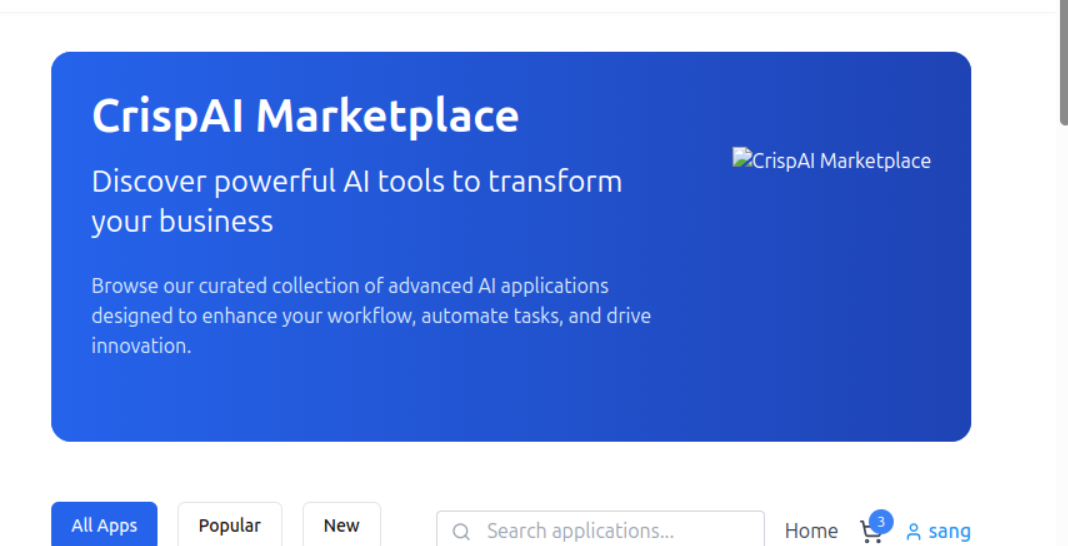 CrispAI Marketplace
Discover powerful AI tools to transform
your business
CrispAI Marketplace
Browse our curated collection of advanced AI applications
designed to enhance your workflow, automate tasks, and drive
innovation.
All Apps Popular New Search applications... Home 3 sang